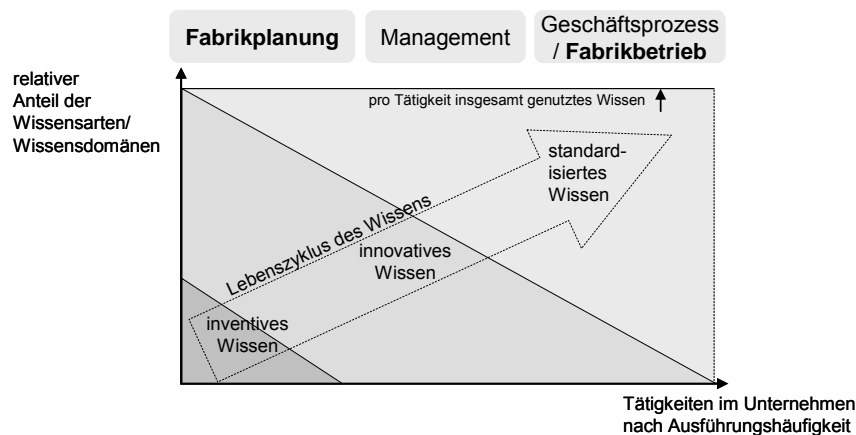 Fabrikplanung
Management
Geschäftsprozess
/ Fabrikbetrieb
relativer
Anteil der
Wissensarten/
Wissensdomänen
pro Tätigkeit insgesamt genutztes Wissen
standard-
isiertes
Wissen
Lebenszyklus des Wissens
innovatives
Wissen
inventives
Wissen
Tätigkeiten im Unternehmen
nach Ausführungshäufigkeit